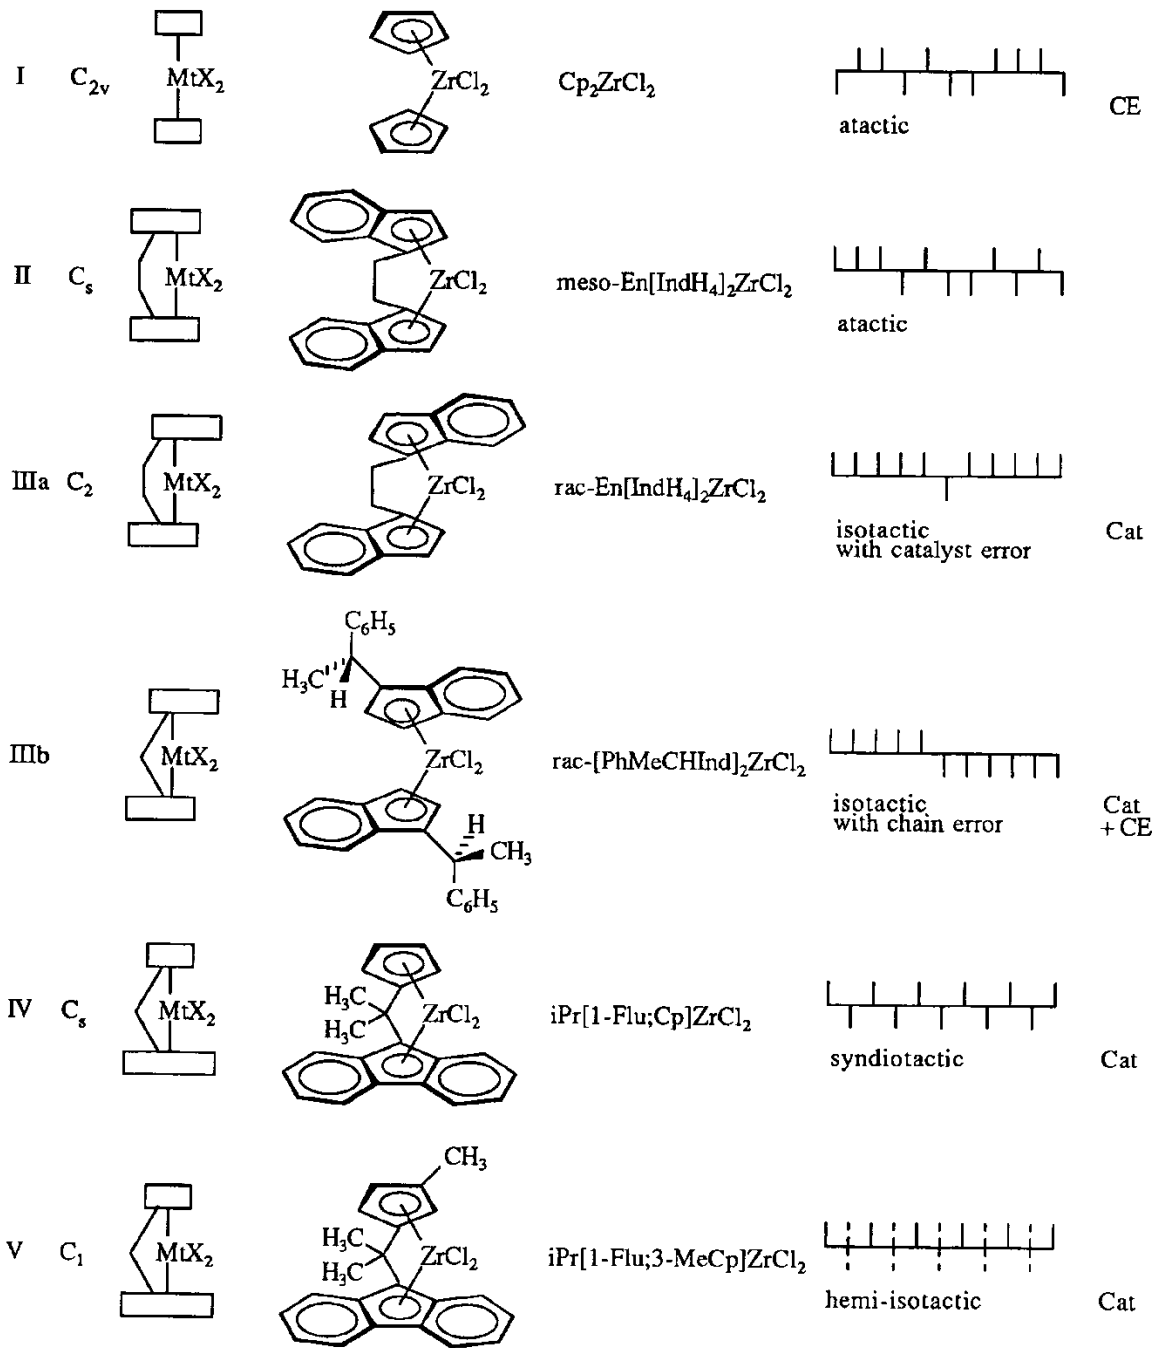 I C₂ᵥ MtX₂ ZrCl₂ Cp₂ZrCl₂ CE
atactic
II Cₛ MtX₂ ZrCl₂ meso-En[IndH₄]₂ZrCl₂
atactic
IIIa C₂ MtX₂ ZrCl₂ rac-En[IndH₄]₂ZrCl₂
isotactic
with catalyst error Cat
C₆H₅
H₃C
H
IIIb MtX₂ ZrCl₂ rac-[PhMeCHInd]₂ZrCl₂
isotactic Cat
with chain error + CE
H
CH₃
C₆H₅
IV Cₛ MtX₂ H₃C ZrCl₂ iPr[1-Flu;Cp]ZrCl₂
H₃C
syndiotactic Cat
CH₃
V C₁ MtX₂ H₃C ZrCl₂ iPr[1-Flu;3-MeCp]ZrCl₂
H₃C
hemi-isotactic Cat